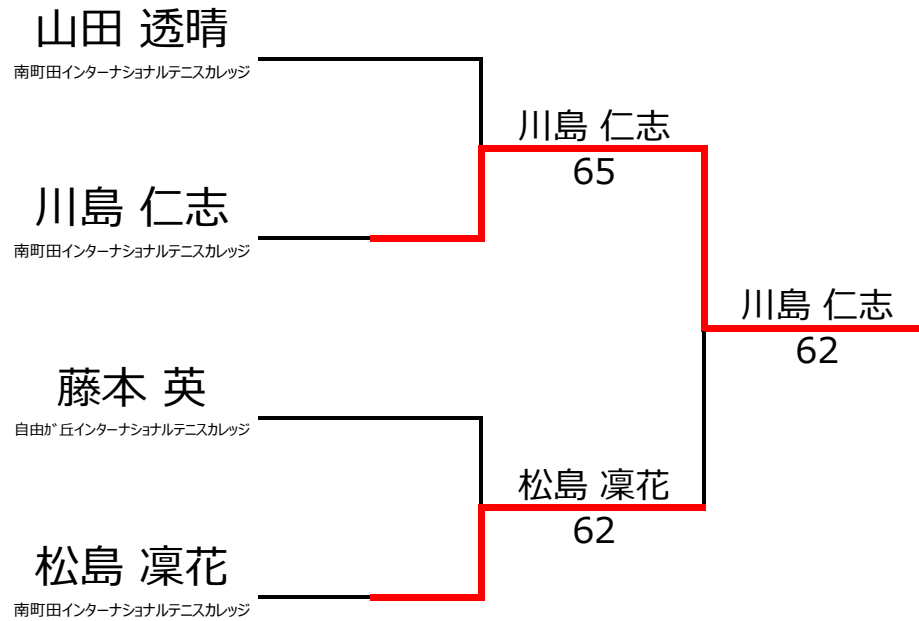 山田 透晴
南町田インターナショナルテニスカレッジ
川島 仁志
65
川島 仁志
南町田インターナショナルテニスカレッジ
川島 仁志
62
藤本 英
自由が丘インターナショナルテニスカレッジ
松島 凜花
62
松島 凜花
南町田インターナショナルテニスカレッジ